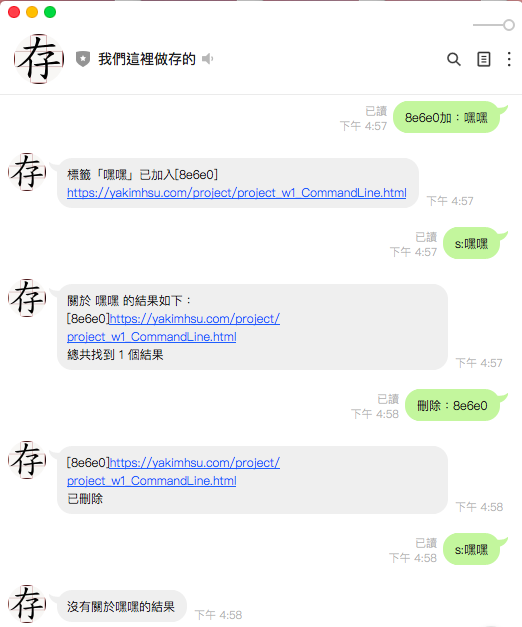 存
我們這裡做存的
已讀
下午 4:57
8e6e0加：嘿嘿
存
標籤「嘿嘿」已加入[8e6e0]
https://yakimhsu.com/project/project_w1_CommandLine.html
下午 4:57
已讀
下午 4:57
s:嘿嘿
存
關於 嘿嘿 的結果如下：
[8e6e0]https://yakimhsu.com/project/
project_w1_CommandLine.html
總共找到 1 個結果
下午 4:57
已讀
下午 4:58
刪除：8e6e0
存
[8e6e0]https://yakimhsu.com/project/
project_w1_CommandLine.html
已刪除
下午 4:58
已讀
下午 4:58
s:嘿嘿
存
沒有關於嘿嘿的結果
下午 4:58